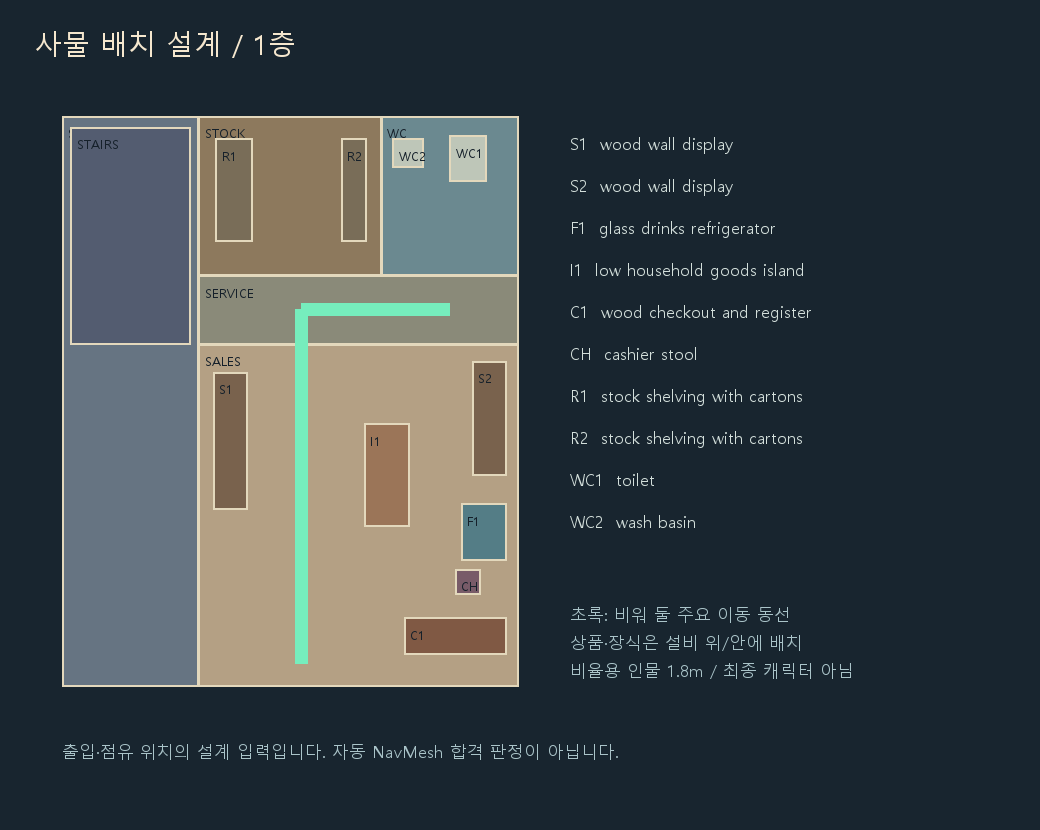 사물 배치 설계 / 1층
STAIRS
STOCK
R1
R2
WC
WC2
WC1
SERVICE
SALES
S1
S2
I1
F1
CH
C1
S1 wood wall display
S2 wood wall display
F1 glass drinks refrigerator
I1 low household goods island
C1 wood checkout and register
CH cashier stool
R1 stock shelving with cartons
R2 stock shelving with cartons
WC1 toilet
WC2 wash basin
초록: 비워 둘 주요 이동 동선
상품·장식은 설비 위/안에 배치
비율용 인물 1.8m / 최종 캐릭터 아님
출입·점유 위치의 설계 입력입니다. 자동 NavMesh 합격 판정이 아닙니다.